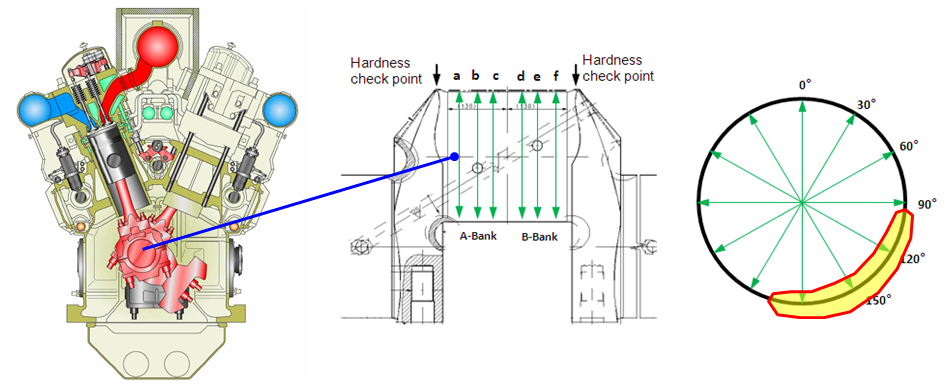 Hardness
check point
a b c d e f
Hardness
check point
(130) (130)
A-Bank B-Bank
0°
30°
60°
90°
120°
150°